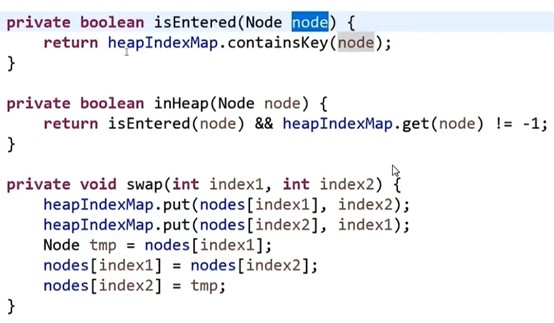 private boolean isEntered(Node node) {
    return heapIndexMap.containsKey(node);
}

private boolean inHeap(Node node) {
    return isEntered(node) && heapIndexMap.get(node) != -1;
}

private void swap(int index1, int index2) {
    heapIndexMap.put(nodes[index1], index2);
    heapIndexMap.put(nodes[index2], index1);
    Node tmp = nodes[index1];
    nodes[index1] = nodes[index2];
    nodes[index2] = tmp;
}